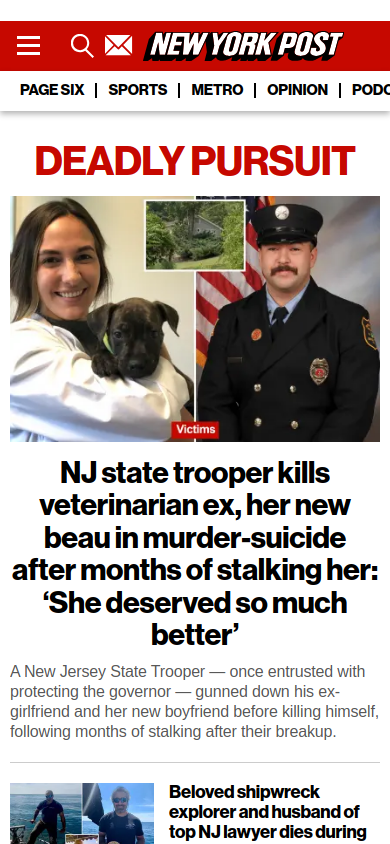 NEW YORK POST
PAGE SIX
SPORTS
METRO
OPINION
PODC
DEADLY PURSUIT
Victims
NJ state trooper kills
veterinarian ex, her new
beau in murder-suicide
after months of stalking her:
‘She deserved so much
better’
A New Jersey State Trooper — once entrusted with
protecting the governor — gunned down his ex-
girlfriend and her new boyfriend before killing himself,
following months of stalking after their breakup.
Beloved shipwreck
explorer and husband of
top NJ lawyer dies during